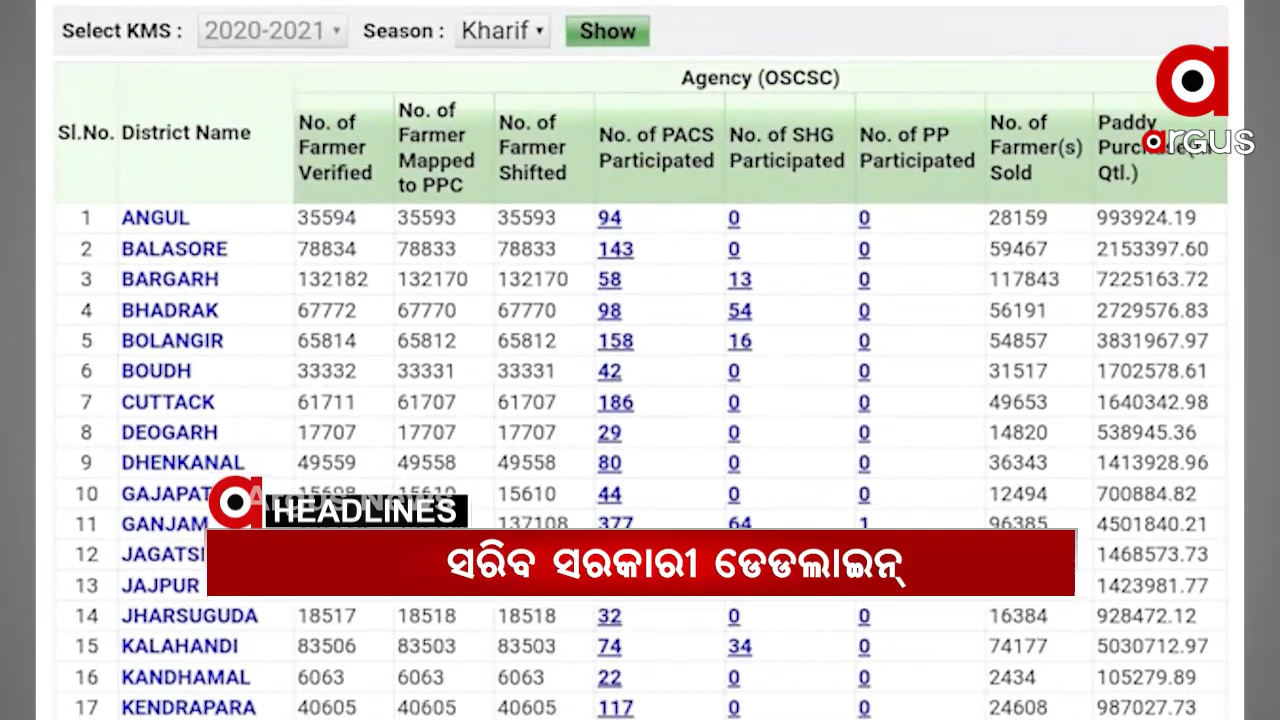 Select KMS : 2020-2021 Season : Kharif Show
Agency (OSCSC)
Sl.No. District Name No. of Farmer Verified No. of Farmer Mapped to PPC No. of Farmer Shifted No. of PACS Participated No. of SHG Participated No. of PP Participated No. of Farmer(s) Sold Paddy Qtl.)
argus
1 ANGUL 35594 35593 35593 94 0 0 28159 993924.19
2 BALASORE 78834 78833 78833 143 0 0 59467 2153397.60
3 BARGARH 132182 132170 132170 58 13 0 117843 7225163.72
4 BHADRAK 67772 67770 67770 98 54 0 56191 2729576.83
5 BOLANGIR 65814 65812 65812 158 16 0 54857 3831967.97
6 BOUDH 33332 33331 33331 42 0 0 31517 1702578.61
7 CUTTACK 61711 61707 61707 186 0 0 49653 1640342.98
8 DEOGARH 17707 17707 17707 29 0 0 14820 538945.36
9 DHENKANAL 49559 49558 49558 80 0 0 36343 1413928.96
10 GAJAPAT 15610 44 0 0 12494 700884.82
HEADLINES
11 GANJAM 137108 377 64 1 96385 4501840.21
12 JAGATS 1468573.73
ସରିବ ସରକାରୀ ଡେଡଲାଇନ୍
13 JAJPUR 1423981.77
14 JHARSUGUDA 18517 18518 18518 32 0 0 16384 928472.12
15 KALAHANDI 83506 83503 83503 74 34 0 74177 5030712.97
16 KANDHAMAL 6063 6063 6063 22 0 0 2434 105279.89
17 KENDRAPARA 40605 40605 40605 117 0 0 24608 987027.73